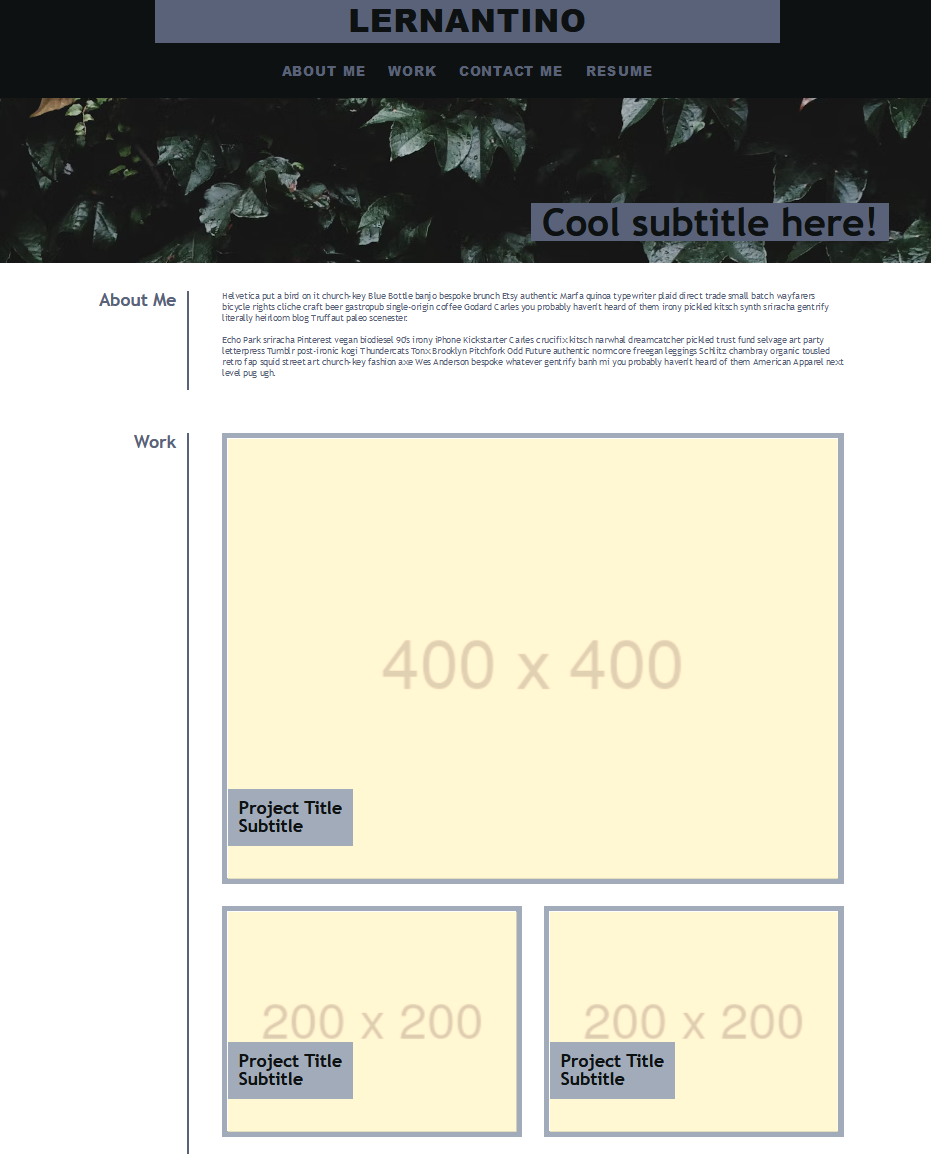 LERNANTINO
ABOUT ME WORK CONTACT ME RESUME
Cool subtitle here!
About Me
Helvetica put a bird on it church-key Blue Bottle banjo bespoke brunch Etsy authentic Marfa quinoa typewriter plaid direct trade small batch wayfarers
bicycle rights cliche craft beer gastropub single-origin coffee Godard Carles you probably haven't heard of them irony pickled kitsch synth sriracha gentrify
literally heirloom blog Truffaut paleo scenester.
Echo Park sriracha Pinterest vegan biodiesel 90's irony iPhone Kickstarter Carles crucifix kitsch narwhal dreamcatcher pickled trust fund selvage art party
letterpress Tumblr post-ironic kogi Thundercats Tonx Brooklyn Pitchfork Odd Future authentic normcore freegan leggings Schlitz chambray organic tousled
retro fap squid street art church-key fashion axe Wes Anderson bespoke whatever gentrify banh mi you probably haven't heard of them American Apparel next
level pug ugh.
Work
400 x 400
Project Title
Subtitle
200 x 200
Project Title
Subtitle
200 x 200
Project Title
Subtitle